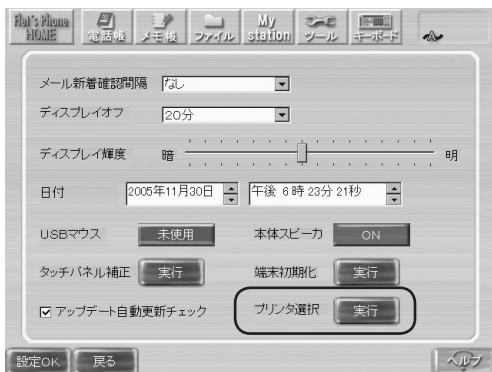 Flat's Phone HOME
電話帳
メモ帳
ファイル
My station
ツール
キーボード
メール新着確認間隔 なし
ディスプレイオフ 20分
ディスプレイ輝度 暗 明
日付 2005年11月30日 午後 6時 23分 21秒
USBマウス 未使用 本体スピーカ ON
タッチパネル補正 実行 端末初期化 実行
アップデート自動更新チェック プリンタ選択 実行
設定OK 戻る ヘルプ